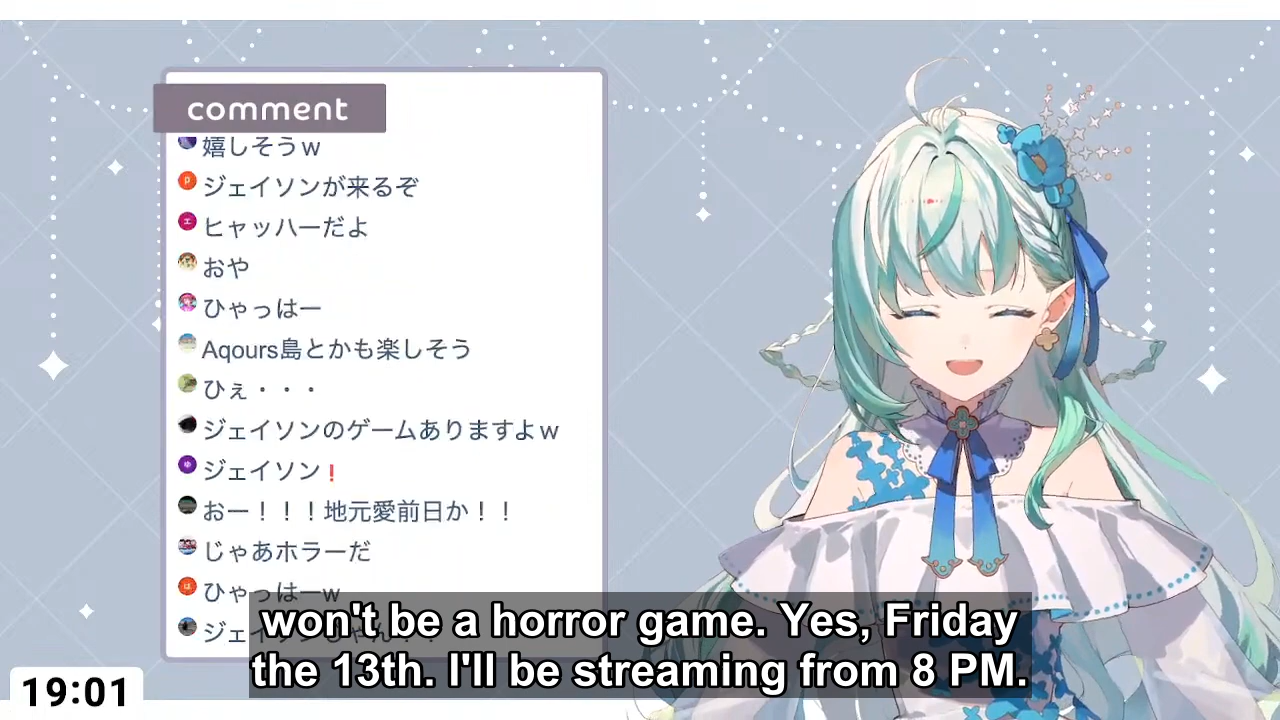 comment
嬉しそうｗ
ジェイソンが来るぞ
ヒャッハーだよ
おや
ひゃっはー
Aqours島とかも楽しそう
ひぇ・・・
ジェイソンのゲームありますよｗ
ジェイソン❗
おー！！！地元愛前日か！！
じゃあホラーだ
ひゃっはーw
ジェイソン
won't be a horror game. Yes, Friday
the 13th. I'll be streaming from 8 PM.
19:01